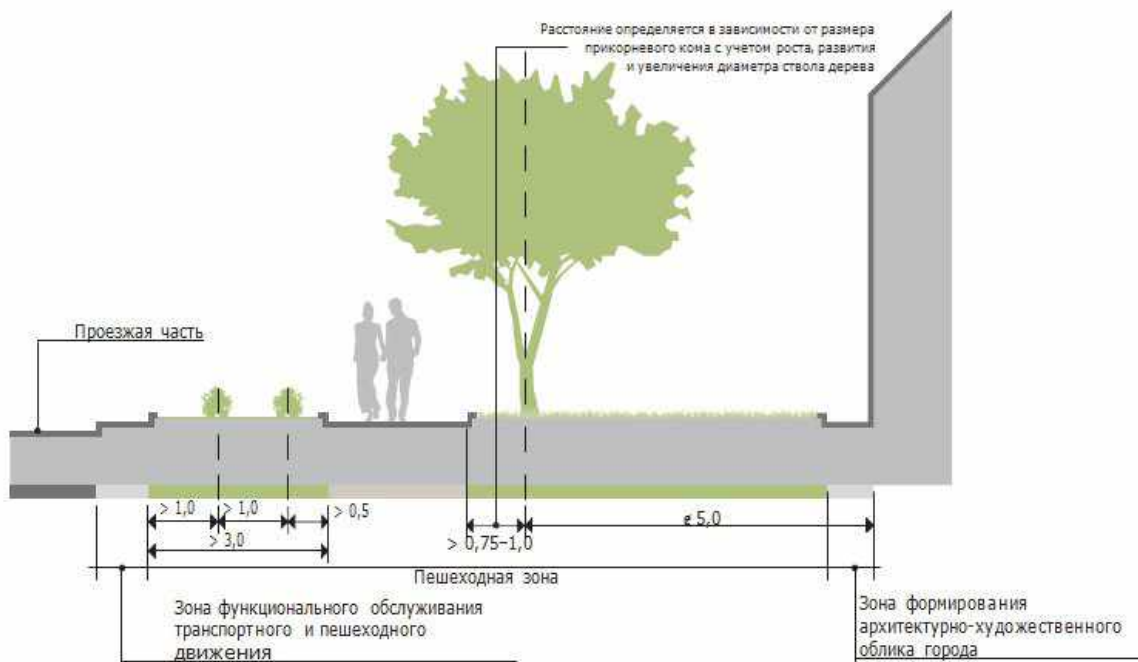 Расстояние определяется в зависимости от размера
прикорневого кома с учетом роста, развития
и увеличения диаметра ствола дерева
Проезжая часть
> 1,0
> 1,0
> 0,5
> 3,0
> 0,75–1,0
≥ 5,0
Пешеходная зона
Зона функционального обслуживания
транспортного и пешеходного
движения
Зона формирования
архитектурно-художественного
облика города